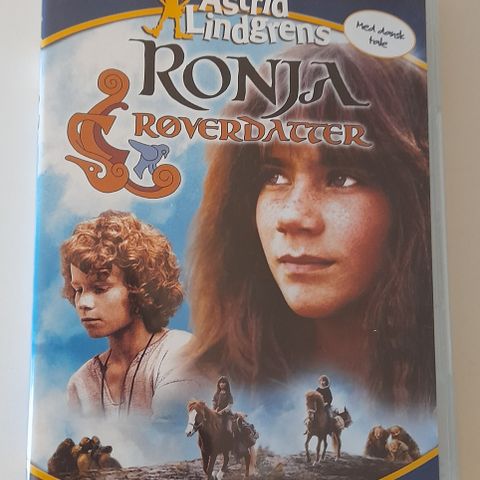 Astrid
Lindgrens
Med dansk
tale
RONJA
RØVERDATTER